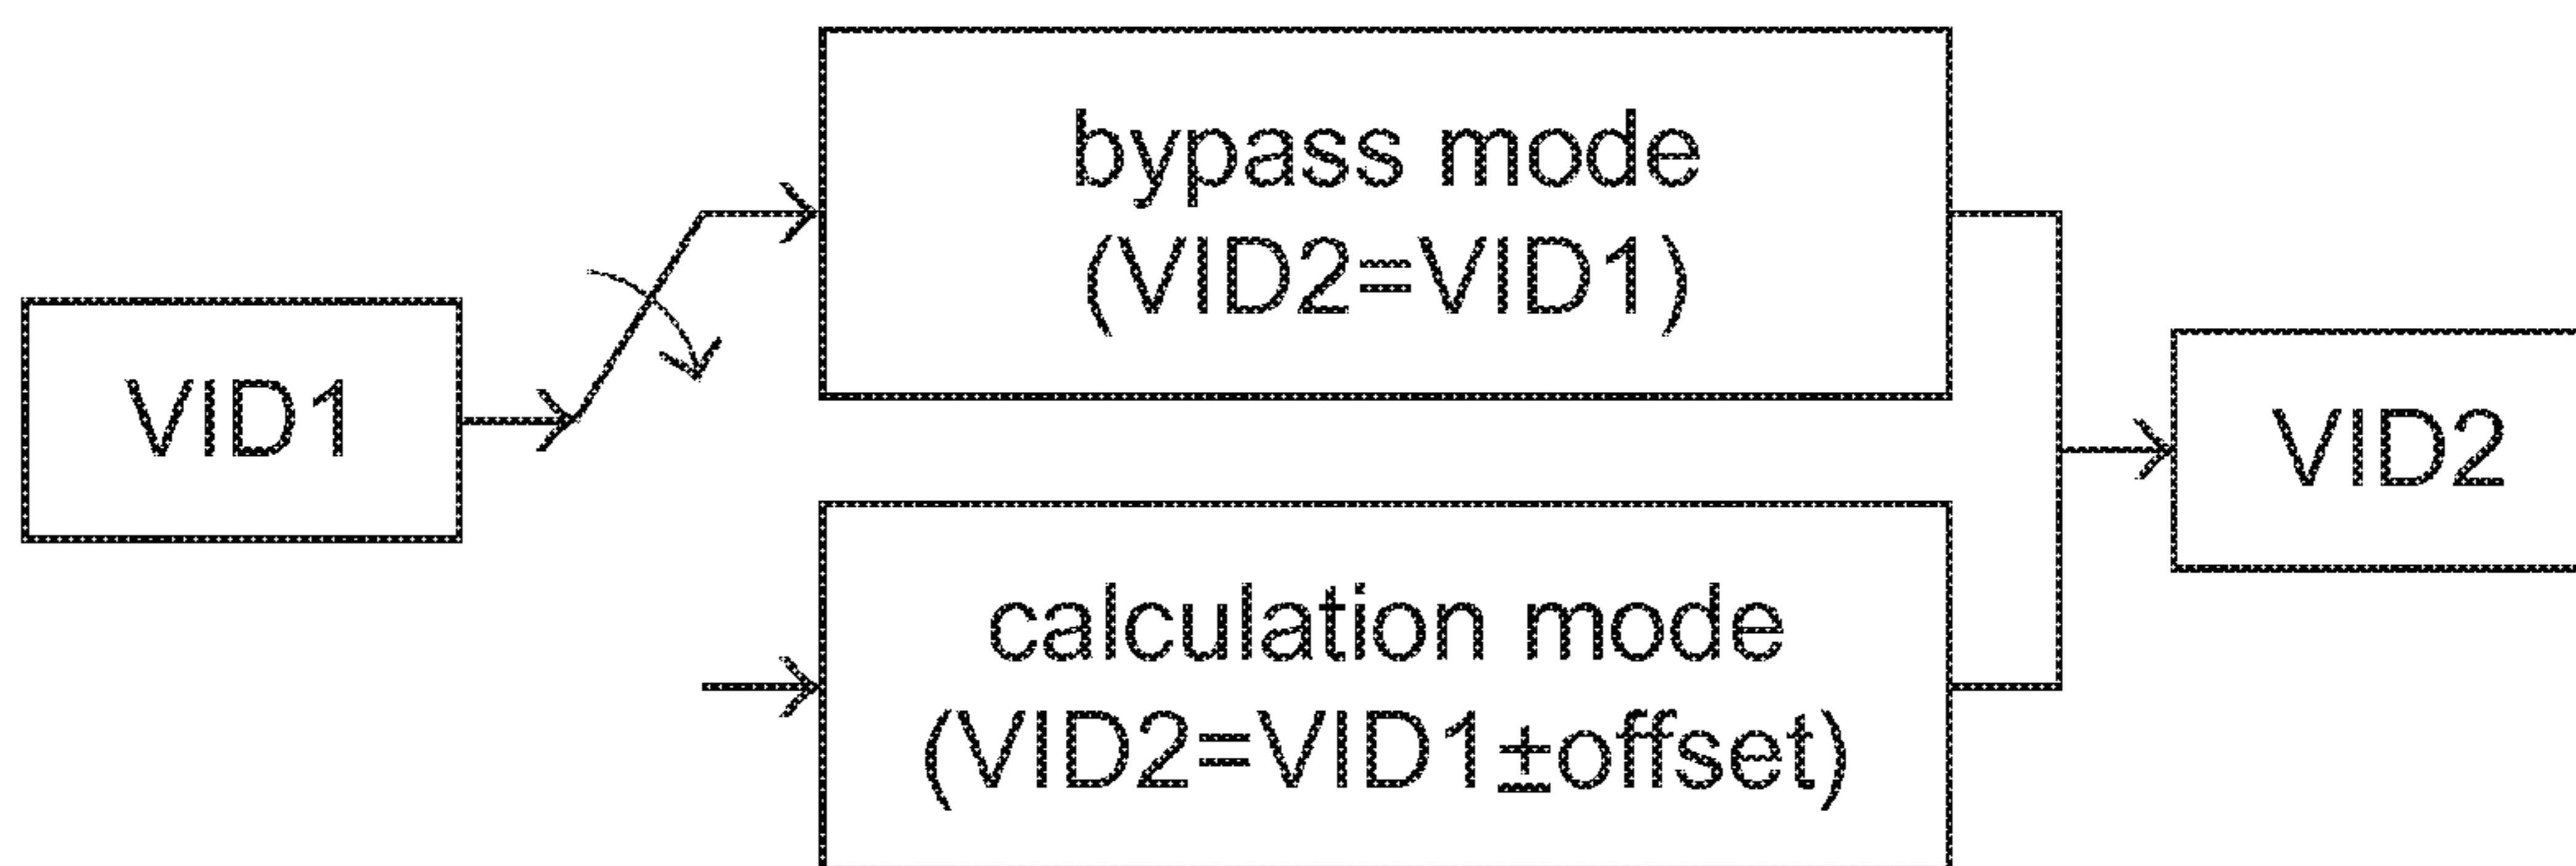 bypass mode
(VID2=VID1)
VID1
VID2
calculation mode
(VID2=VID1±offset)